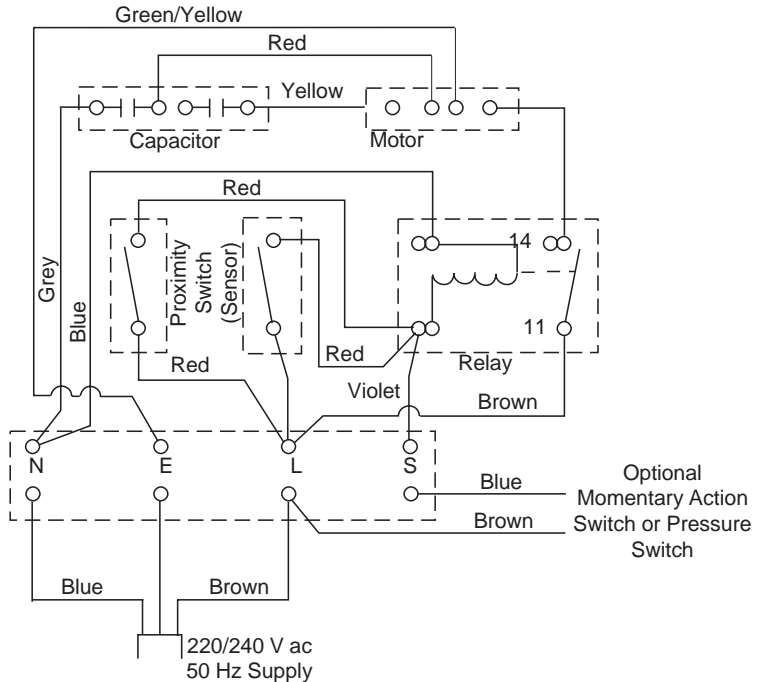 Green/Yellow
Red
Yellow
Capacitor
Motor
Red
Grey
Blue
Proximity
Switch
(Sensor)
14
11
Red
Red
Relay
Violet
Brown
N
E
L
S
Blue
Brown
Optional
Momentary Action
Switch or Pressure
Switch
Blue
Brown
220/240 V ac
50 Hz Supply